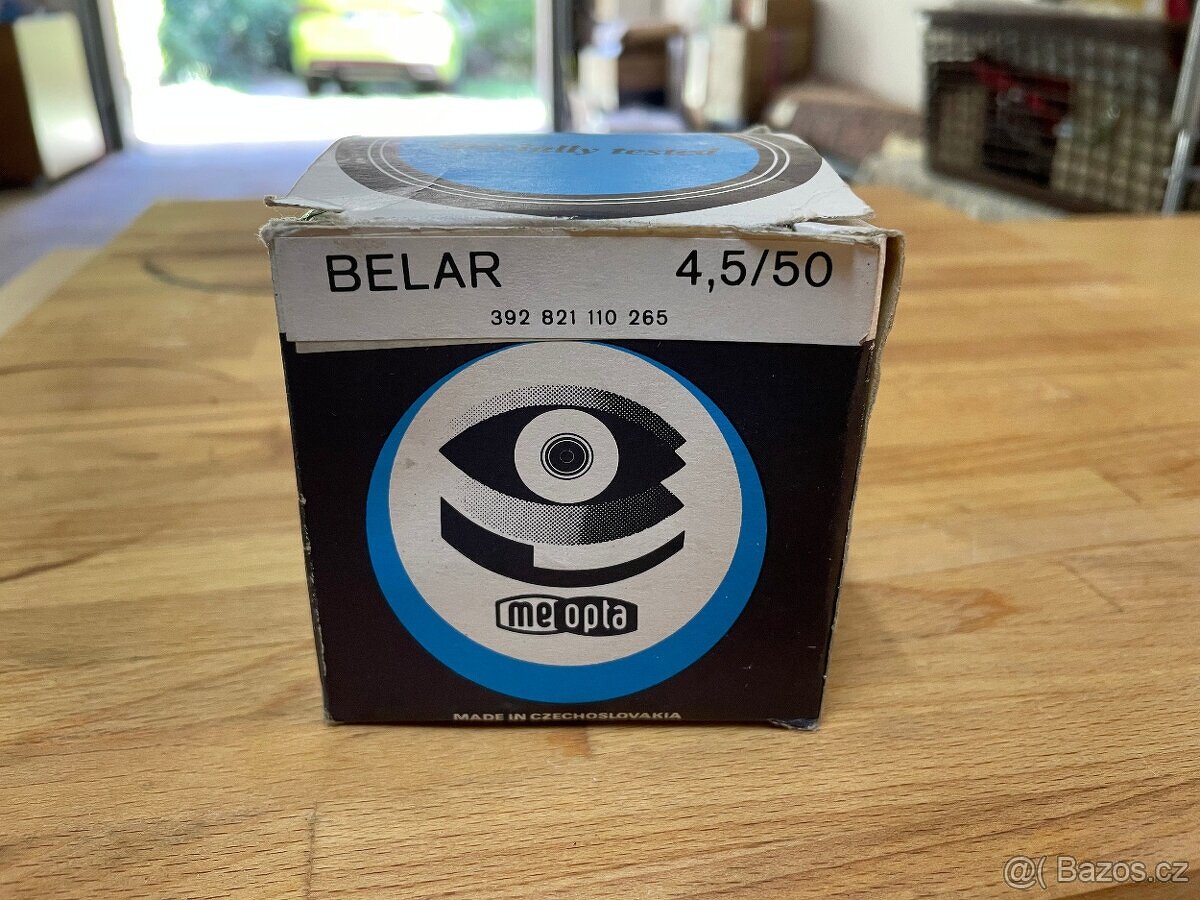 specially tested
BELAR 4,5/50
392 821 110 265
meopta
MADE IN CZECHOSLOVAKIA
@( Bazos.cz